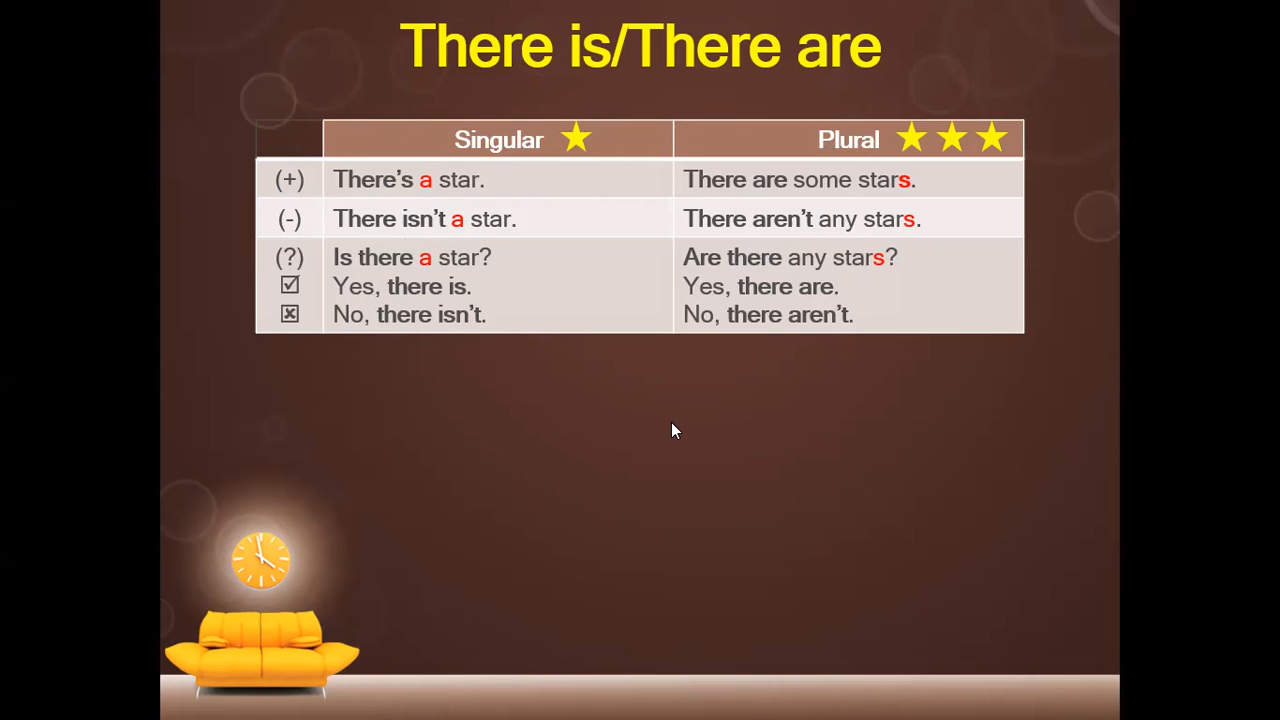 There is/There are
Singular Plural
(+) There's a star. There are some stars.
(-) There isn't a star. There aren't any stars.
(?) Is there a star? Are there any stars?
☑ Yes, there is. Yes, there are.
☒ No, there isn't. No, there aren't.